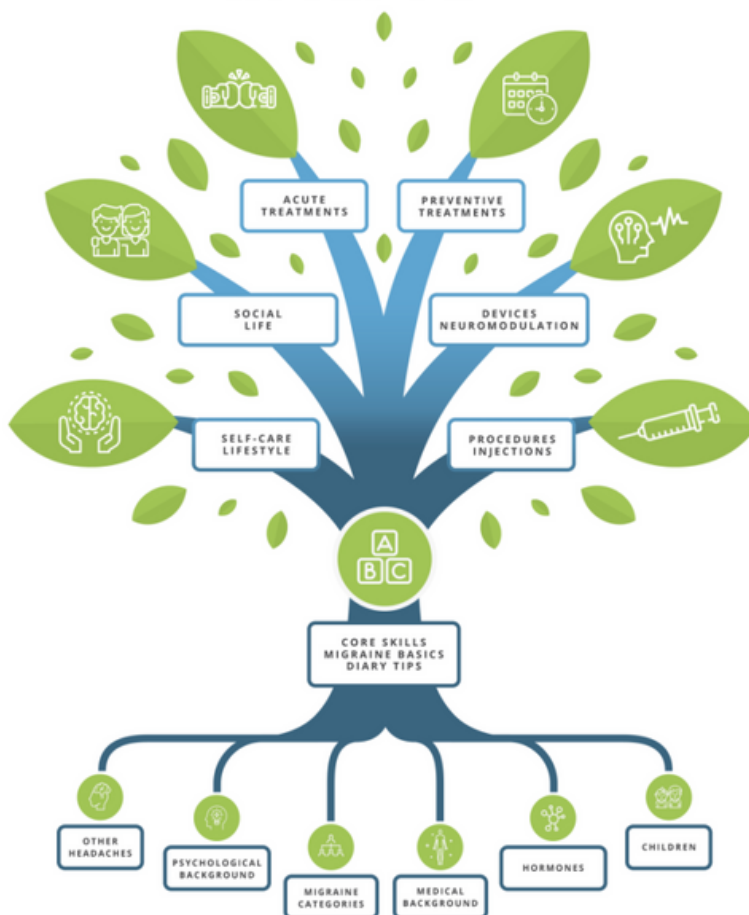 ACUTE
TREATMENTS
PREVENTIVE
TREATMENTS
SOCIAL
LIFE
DEVICES
NEUROMODULATION
SELF-CARE
LIFESTYLE
PROCEDURES
INJECTIONS
A
B C
CORE SKILLS
MIGRAINE BASICS
DIARY TIPS
OTHER
HEADACHES
PSYCHOLOGICAL
BACKGROUND
MIGRAINE
CATEGORIES
MEDICAL
BACKGROUND
HORMONES
CHILDREN